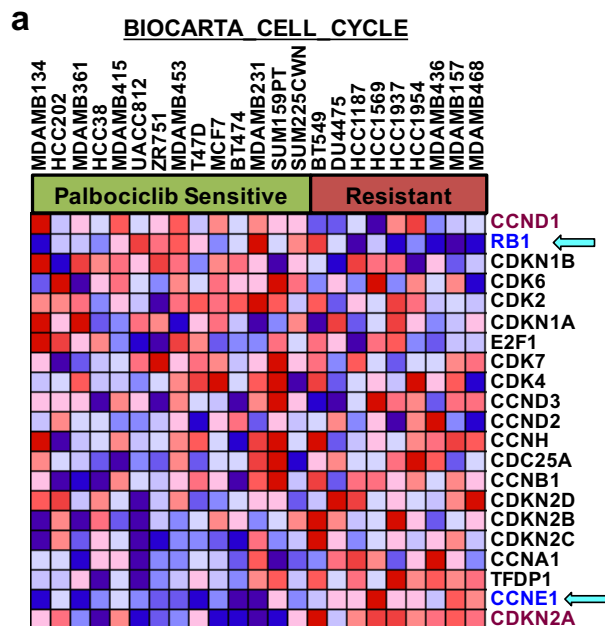 a
BIOCARTA_CELL_CYCLE
MDAMB134
HCC202
MDAMB361
HCC38
MDAMB415
UACC812
ZR751
MDAMB453
T47D
MCF7
BT474
MDAMB231
SUM159PT
SUM225CWN
BT549
DU4475
HCC1187
HCC1569
HCC1937
HCC1954
MDAMB436
MDAMB157
MDAMB468
Palbociclib Sensitive
Resistant
CCND1
RB1
CDKN1B
CDK6
CDK2
CDKN1A
E2F1
CDK7
CDK4
CCND3
CCND2
CCNH
CDC25A
CCNB1
CDKN2D
CDKN2B
CDKN2C
CCNA1
TFDP1
CCNE1
CDKN2A